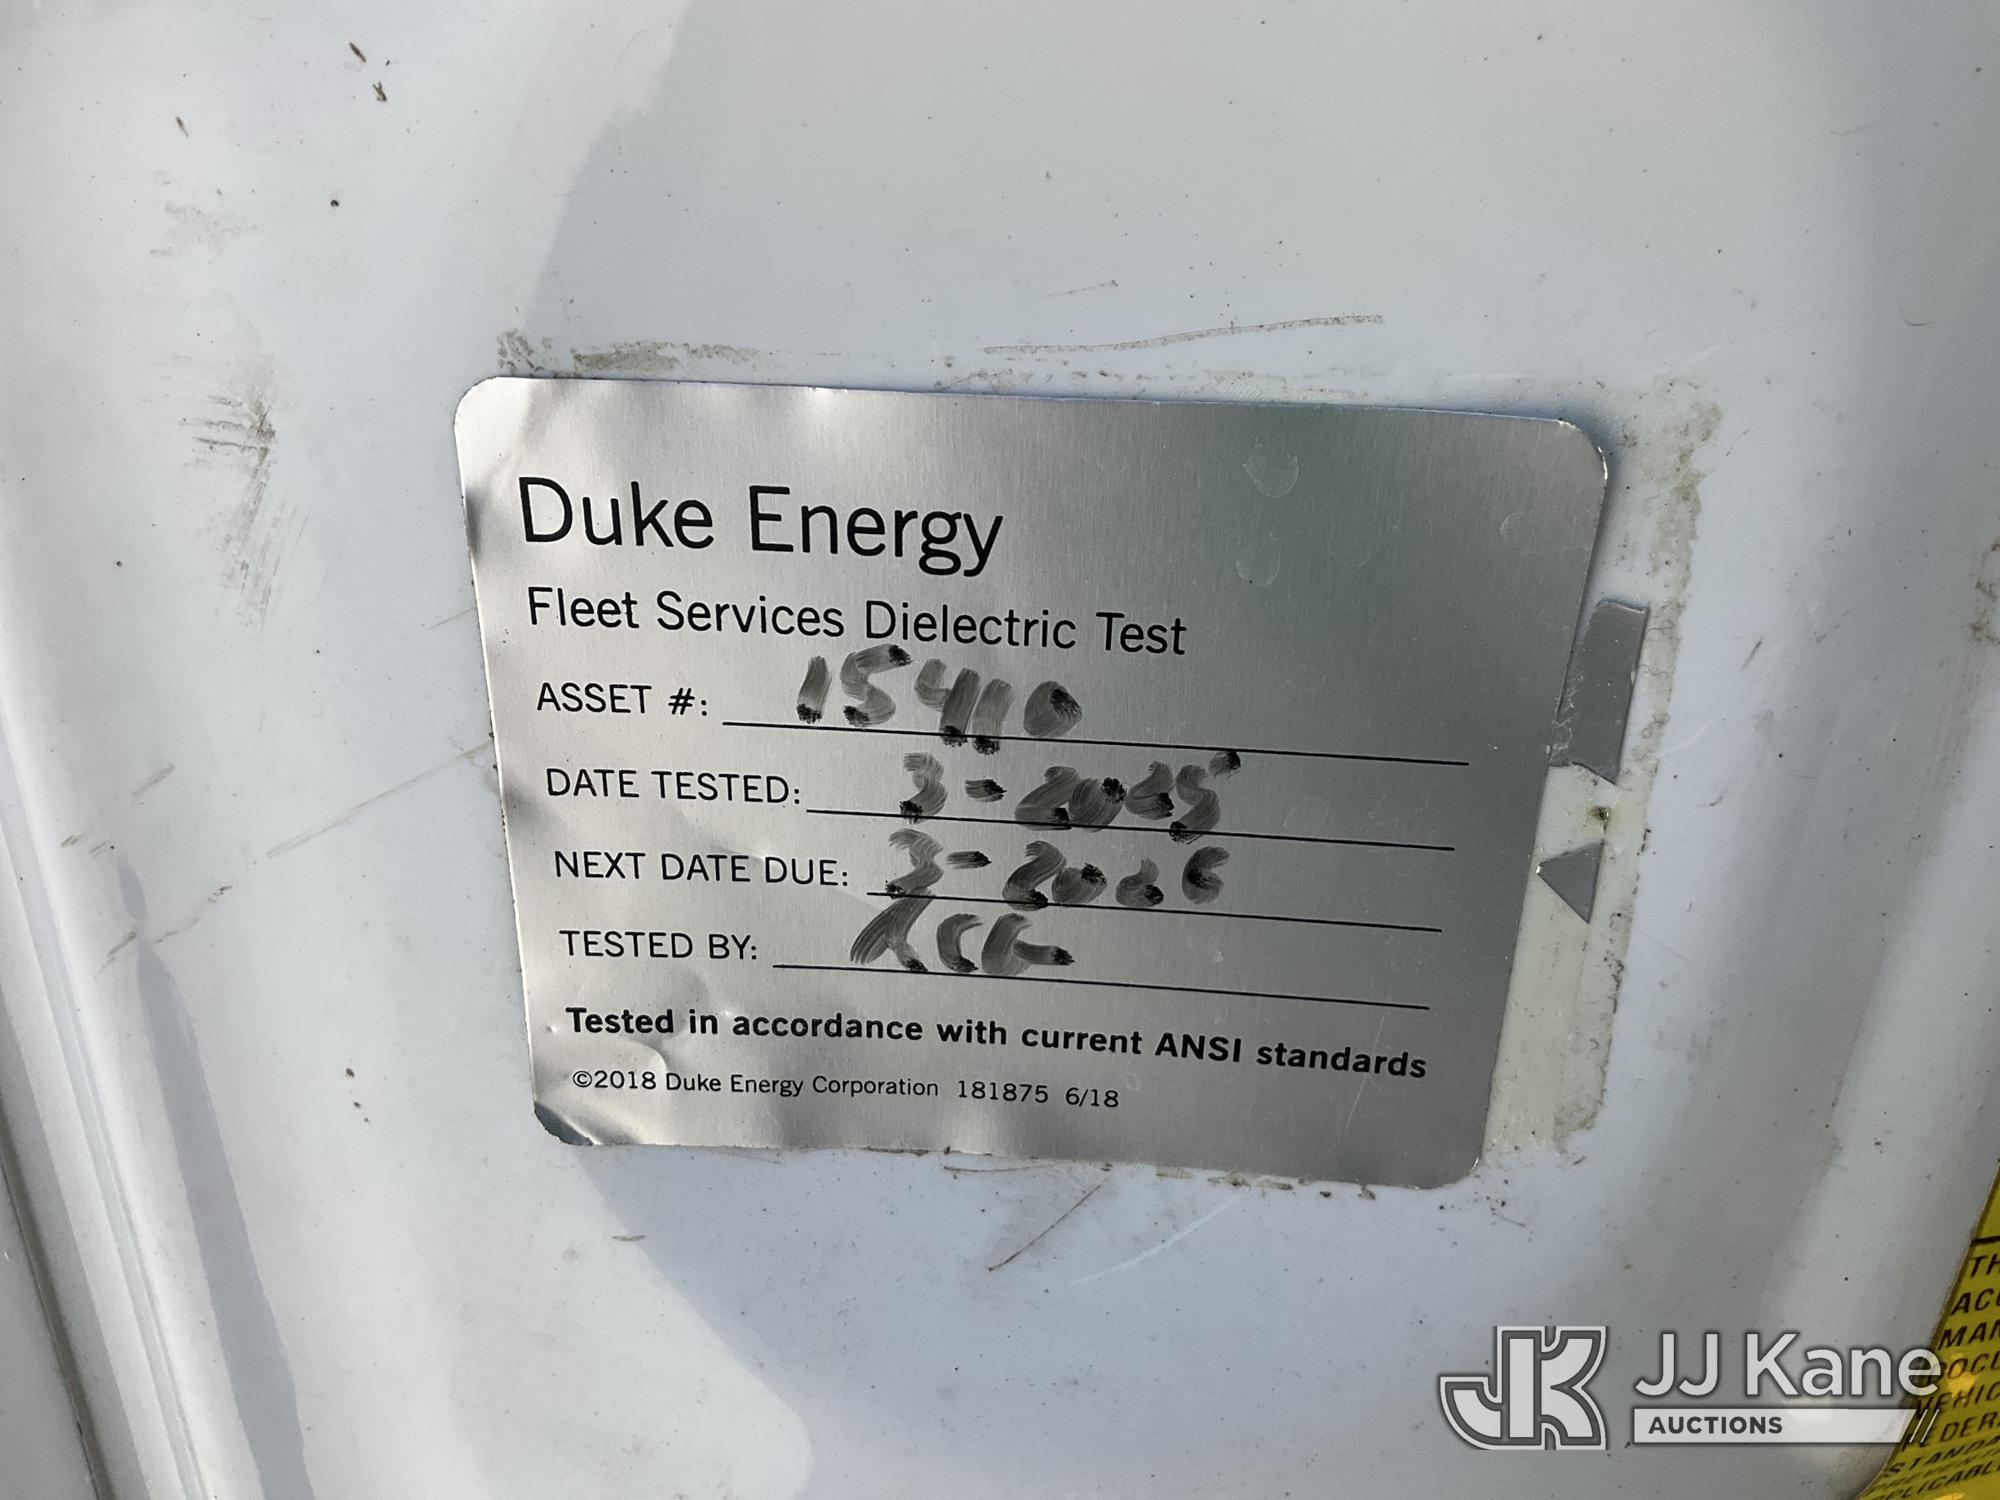 Duke Energy
Fleet Services Dielectric Test
ASSET #: 15410
DATE TESTED: 3-2025
NEXT DATE DUE: 3-2026
TESTED BY:
Tested in accordance with current ANSI standards
©2018 Duke Energy Corporation 181875 6/18
JJ Kane
AUCTIONS